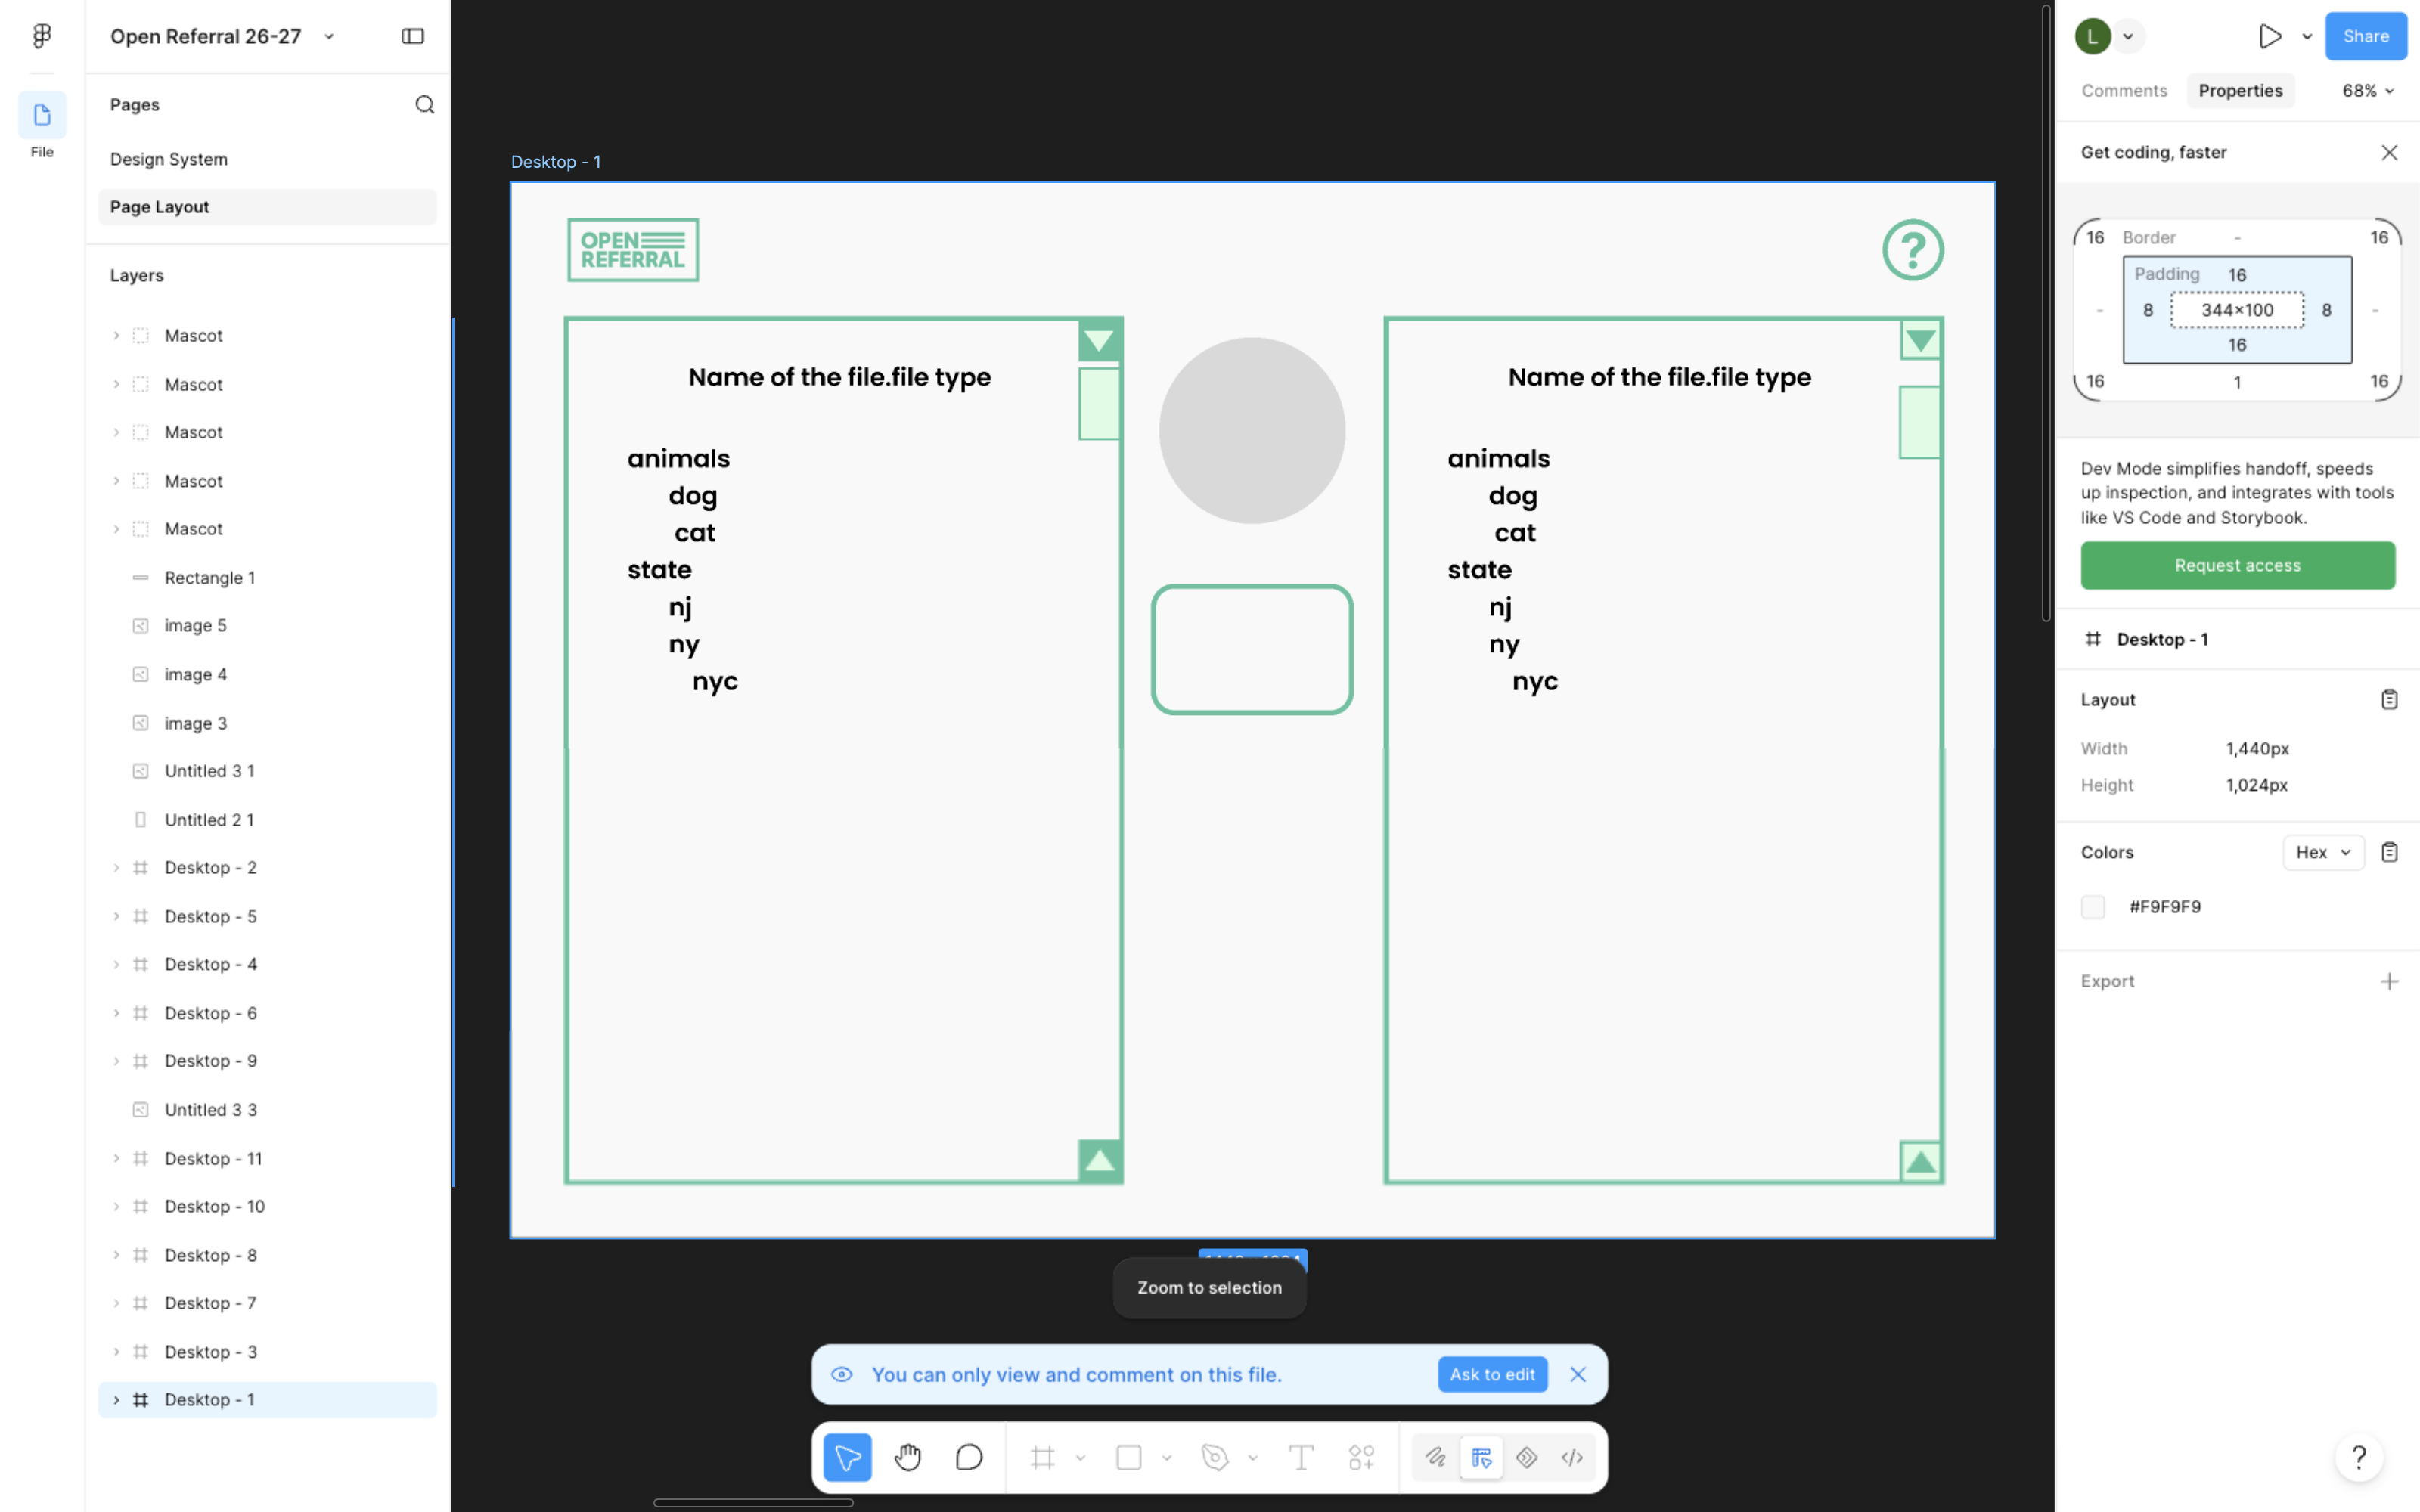 Open Referral 26-27
File
Pages
Design System
Page Layout
Layers
Mascot
Mascot
Mascot
Mascot
Mascot
Rectangle 1
image 5
image 4
image 3
Untitled 3 1
Untitled 2 1
Desktop - 2
Desktop - 5
Desktop - 4
Desktop - 6
Desktop - 9
Untitled 3 3
Desktop - 11
Desktop - 10
Desktop - 8
Desktop - 7
Desktop - 3
Desktop - 1
Desktop - 1
OPEN
REFERRAL
?
Name of the file.file type
animals
dog
cat
state
nj
ny
nyc
Name of the file.file type
animals
dog
cat
state
nj
ny
nyc
Zoom to selection
You can only view and comment on this file.
Ask to edit
L
Share
Comments Properties 68%
Get coding, faster
16 Border - 16
Padding 16
- 8 344×100 8 -
16
16 1 16
Dev Mode simplifies handoff, speeds
up inspection, and integrates with tools
like VS Code and Storybook.
Request access
Desktop - 1
Layout
Width 1,440px
Height 1,024px
Colors Hex
#F9F9F9
Export
?